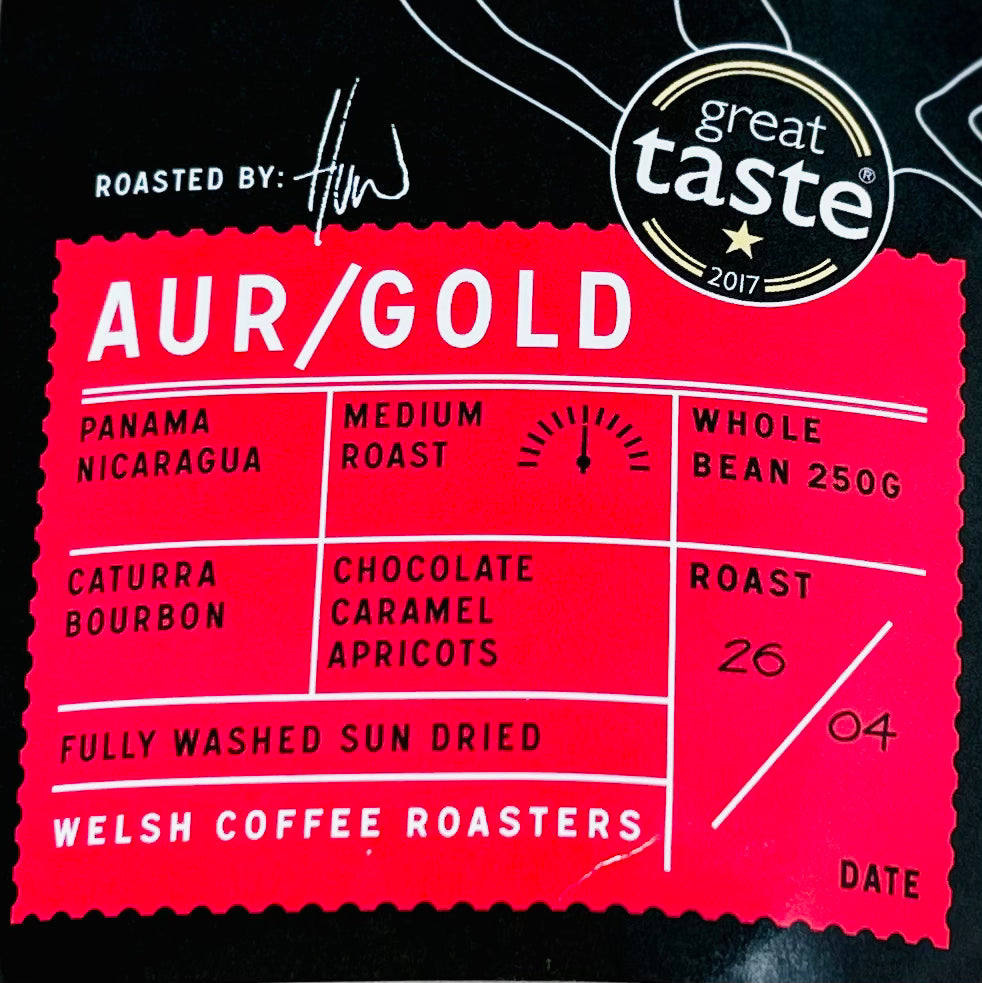 great
taste®
2017
ROASTED BY: Huw
AUR/GOLD
PANAMA
NICARAGUA
MEDIUM
ROAST
WHOLE
BEAN 250G
CATURRA
BOURBON
CHOCOLATE
CARAMEL
APRICOTS
ROAST
26
04
DATE
FULLY WASHED SUN DRIED
WELSH COFFEE ROASTERS